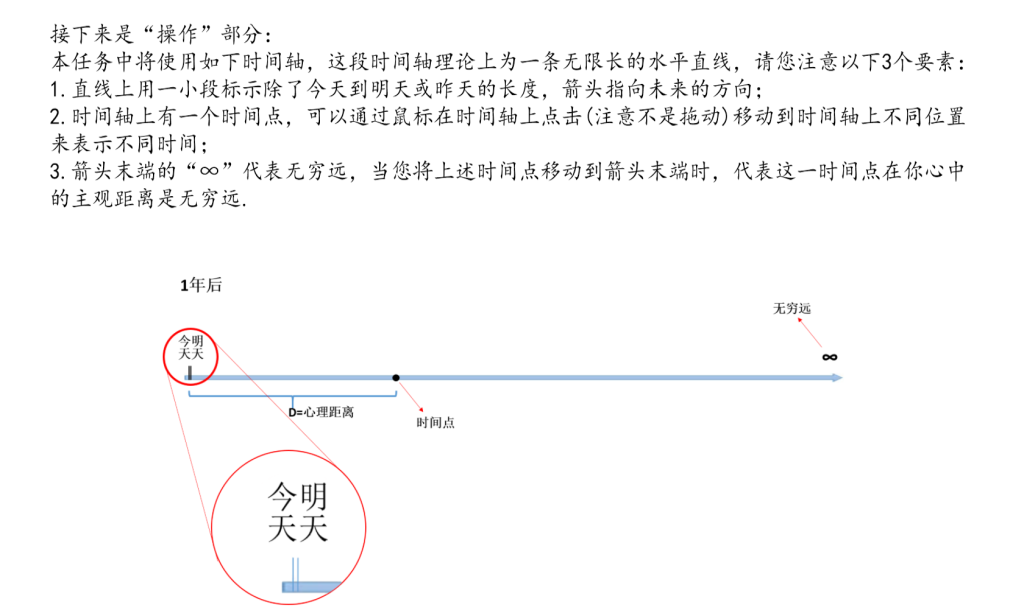 接下来是“操作”部分：
本任务中将使用如下时间轴，这段时间轴理论上为一条无限长的水平直线，请您注意以下3个要素：
1.直线上用一小段标示除了今天到明天或昨天的长度，箭头指向未来的方向；
2.时间轴上有一个时间点，可以通过鼠标在时间轴上点击(注意不是拖动)移动到时间轴上不同位置
来表示不同时间；
3.箭头末端的“∞”代表无穷远，当您将上述时间点移动到箭头末端时，代表这一时间点在你心中
的主观距离是无穷远.
1年后
无穷远
今明
天天
∞
D=心理距离
时间点
今明
天天